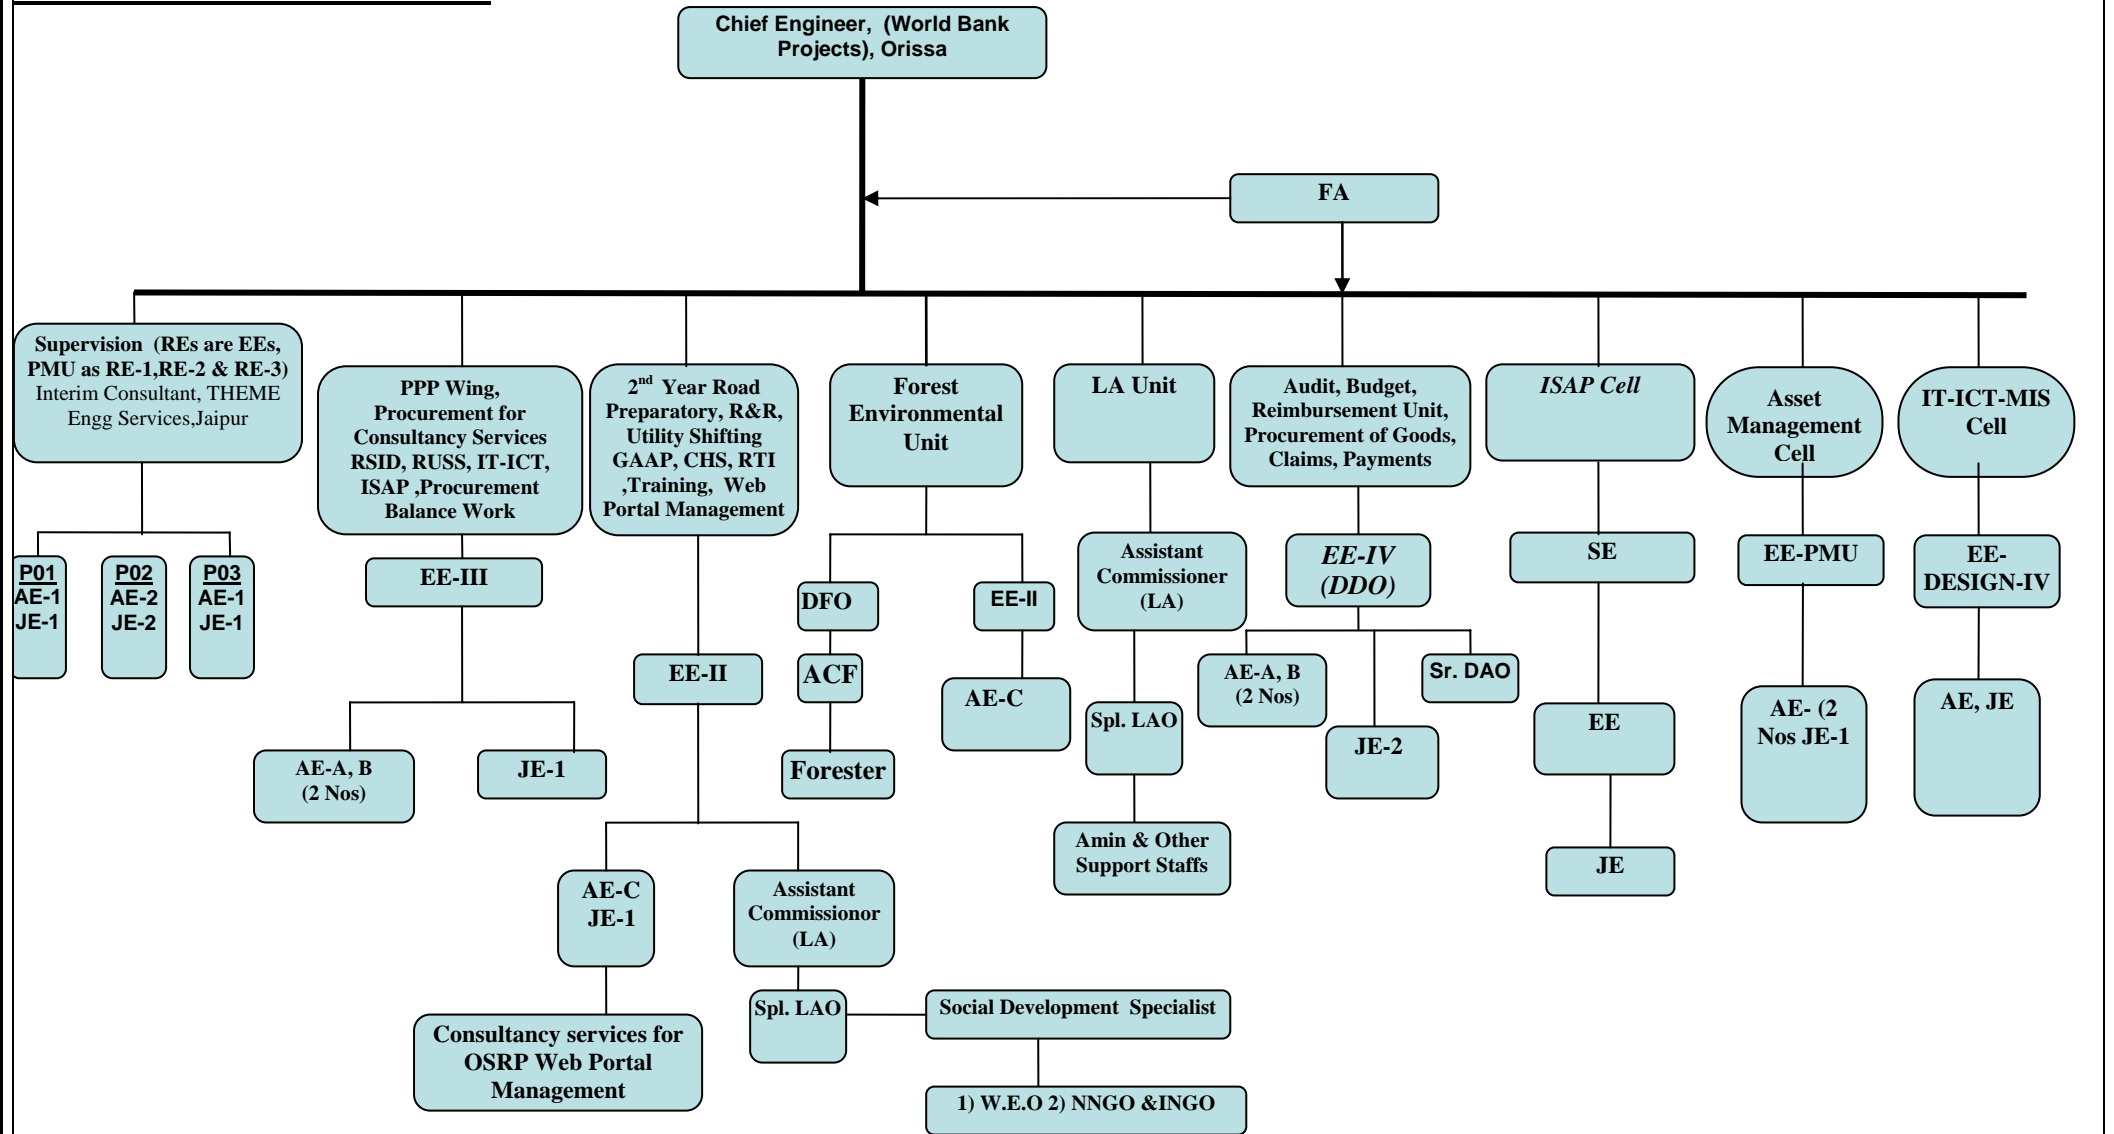 Chief Engineer, (World Bank
Projects), Orissa
FA
Supervision (REs are EEs,
PMU as RE-1,RE-2 & RE-3)
Interim Consultant, THEME
Engg Services,Jaipur
P01
AE-1
JE-1
P02
AE-2
JE-2
P03
AE-1
JE-1
PPP Wing,
Procurement for
Consultancy Services
RSID, RUSS, IT-ICT,
ISAP ,Procurement
Balance Work
EE-III
AE-A, B
(2 Nos)
JE-1
2nd Year Road
Preparatory, R&R,
Utility Shifting
GAAP, CHS, RTI
,Training, Web
Portal Management
EE-II
AE-C
JE-1
Consultancy services for
OSRP Web Portal
Management
Assistant
Commissionor
(LA)
Spl. LAO
Social Development Specialist
1) W.E.O 2) NNGO &INGO
Forest
Environmental
Unit
DFO
ACF
Forester
EE-II
AE-C
LA Unit
Assistant
Commissioner
(LA)
Spl. LAO
Amin & Other
Support Staffs
Audit, Budget,
Reimbursement Unit,
Procurement of Goods,
Claims, Payments
EE-IV
(DDO)
AE-A, B
(2 Nos)
JE-2
Sr. DAO
ISAP Cell
SE
EE
JE
Asset
Management
Cell
EE-PMU
AE- (2
Nos JE-1
IT-ICT-MIS
Cell
EE-
DESIGN-IV
AE, JE